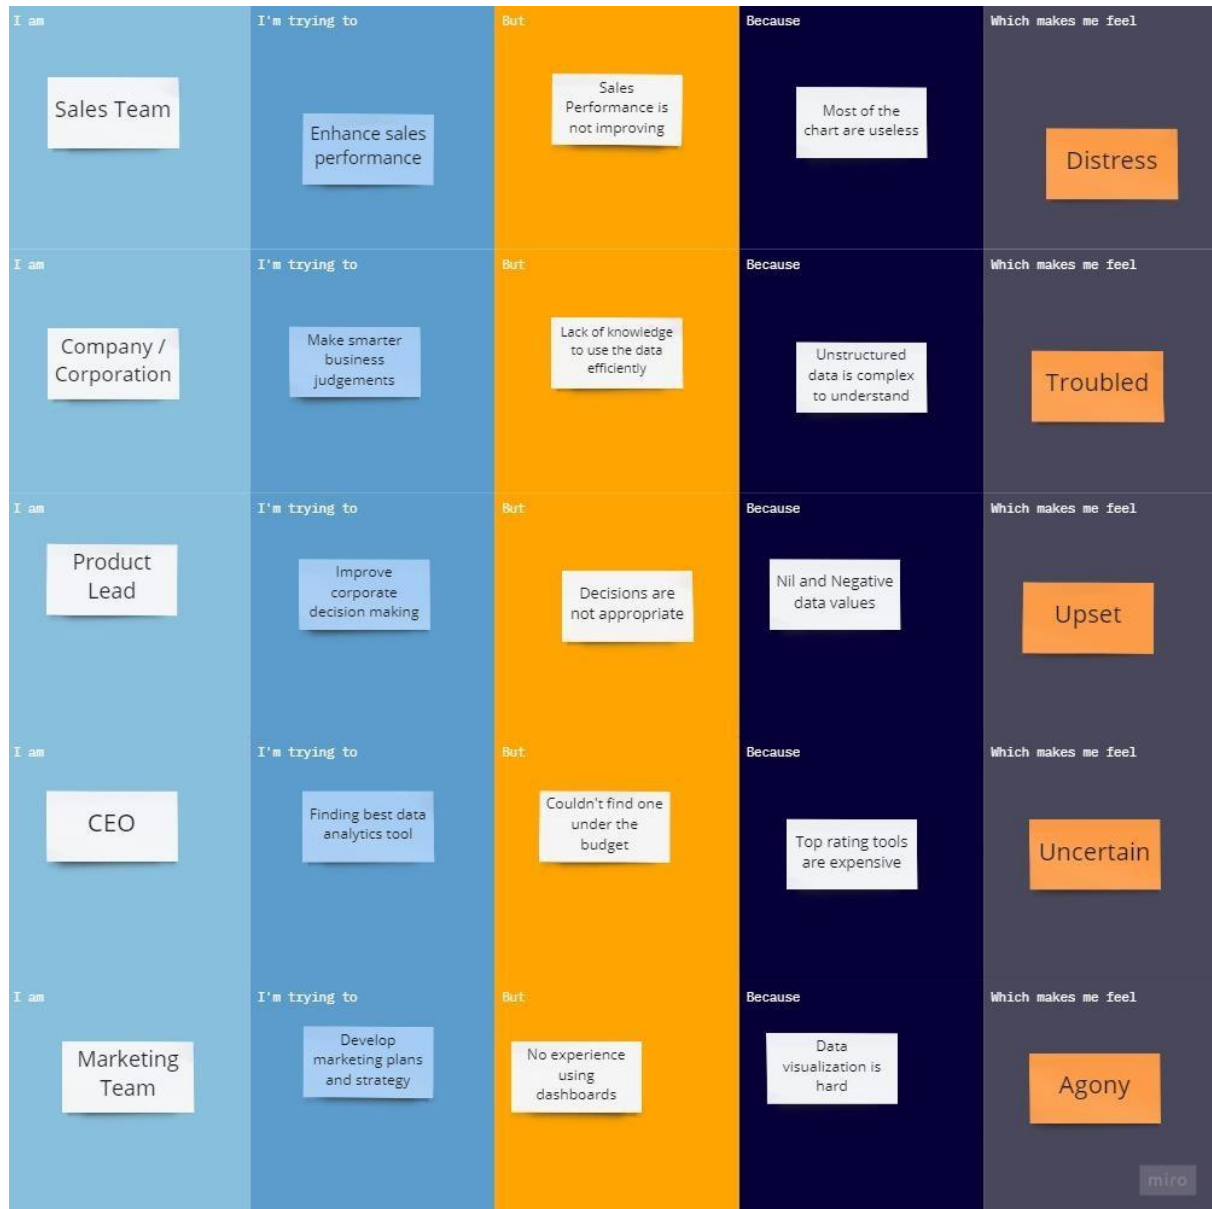 I am
I'm trying to
But
Because
Which makes me feel
Sales Team
Enhance sales
performance
Sales
Performance is
not improving
Most of the
chart are useless
Distress
I am
I'm trying to
But
Because
Which makes me feel
Company /
Corporation
Make smarter
business
judgements
Lack of knowledge
to use the data
efficiently
Unstructured
data is complex
to understand
Troubled
I am
I'm trying to
But
Because
Which makes me feel
Product
Lead
Improve
corporate
decision making
Decisions are
not appropriate
Nil and Negative
data values
Upset
I am
I'm trying to
But
Because
Which makes me feel
CEO
Finding best data
analytics tool
Couldn't find one
under the
budget
Top rating tools
are expensive
Uncertain
I am
I'm trying to
But
Because
Which makes me feel
Marketing
Team
Develop
marketing plans
and strategy
No experience
using
dashboards
Data
visualization is
hard
Agony
miro